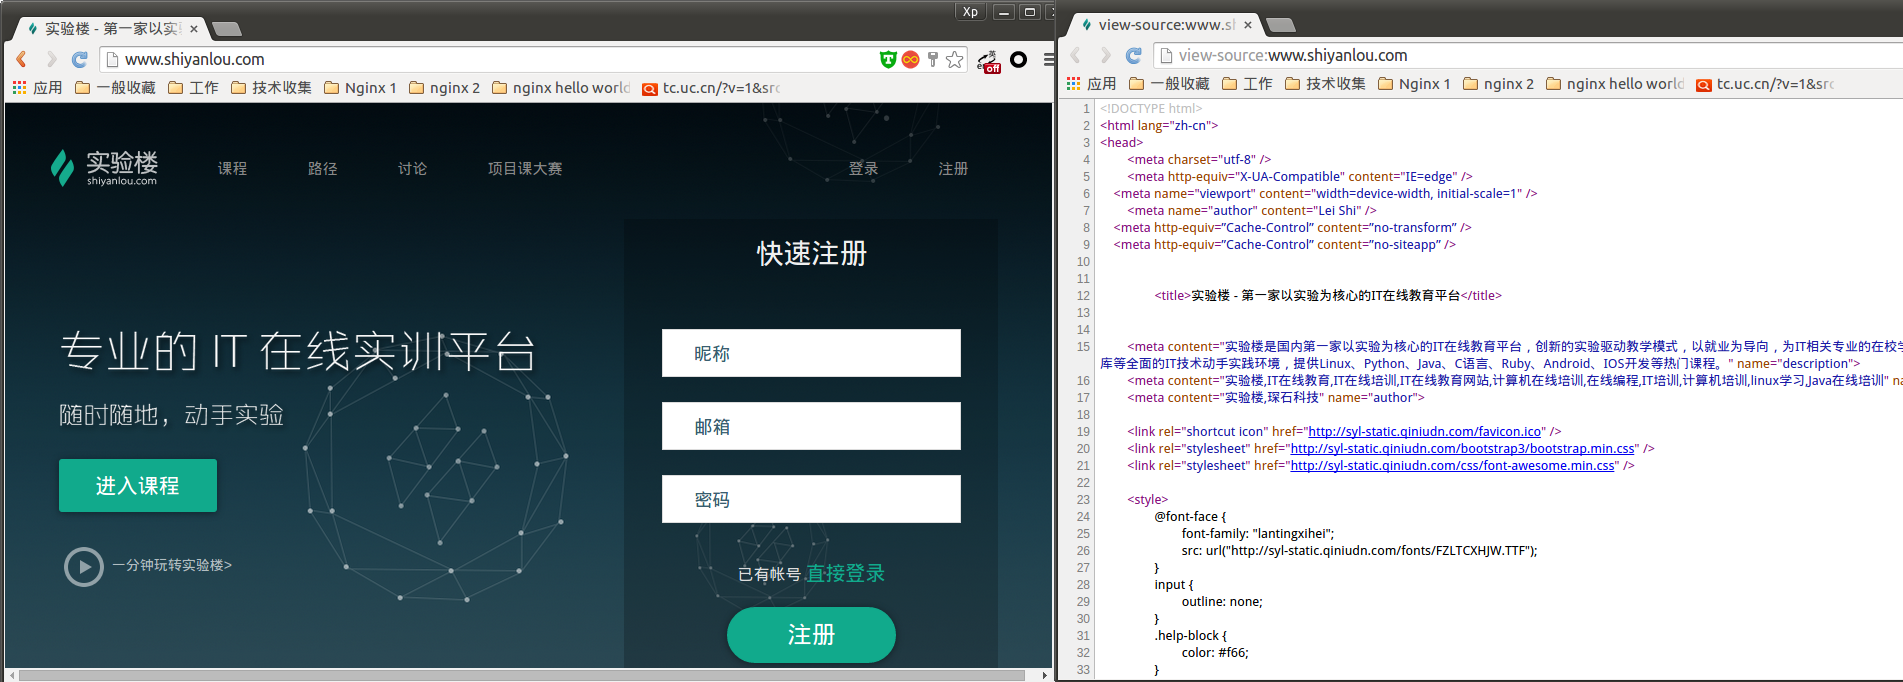 Xp
实验楼 - 第一家以实
www.shiyanlou.com
英
off
应用 一般收藏 工作 技术收集 Nginx 1 nginx 2 nginx hello world tc.uc.cn/?v=1&src
实验楼
shiyanlou.com
课程 路径 讨论 项目课大赛 登录 注册
快速注册
专业的 IT 在线实训平台
随时随地，动手实验
进入课程
一分钟玩转实验楼>
昵称
邮箱
密码
已有帐号 直接登录
注册
view-source:www.sh
view-source:www.shiyanlou.com
应用 一般收藏 工作 技术收集 Nginx 1 nginx 2 nginx hello world tc.uc.cn/?v=1&src
1 <!DOCTYPE html>
2 <html lang="zh-cn">
3 <head>
4 <meta charset="utf-8" />
5 <meta http-equiv="X-UA-Compatible" content="IE=edge" />
6 <meta name="viewport" content="width=device-width, initial-scale=1" />
7 <meta name="author" content="Lei Shi" />
8 <meta http-equiv=”Cache-Control” content=”no-transform” />
9 <meta http-equiv=”Cache-Control” content=”no-siteapp” />
10
11
12 <title>实验楼 - 第一家以实验为核心的IT在线教育平台</title>
13
14
15 <meta content="实验楼是国内第一家以实验为核心的IT在线教育平台，创新的实验驱动教学模式，以就业为导向，为IT相关专业的在校学
库等全面的IT技术动手实践环境，提供Linux、Python、Java、C语言、Ruby、Android、IOS开发等热门课程。" name="description">
16 <meta content="实验楼,IT在线教育,IT在线培训,IT在线教育网站,计算机在线培训,在线编程,IT培训,计算机培训,linux学习,Java在线培训" na
17 <meta content="实验楼,琛石科技" name="author">
18
19 <link rel="shortcut icon" href="http://syl-static.qiniudn.com/favicon.ico" />
20 <link rel="stylesheet" href="http://syl-static.qiniudn.com/bootstrap3/bootstrap.min.css" />
21 <link rel="stylesheet" href="http://syl-static.qiniudn.com/css/font-awesome.min.css" />
22
23 <style>
24 @font-face {
25 font-family: "lantingxihei";
26 src: url("http://syl-static.qiniudn.com/fonts/FZLTCXHJW.TTF");
27 }
28 input {
29 outline: none;
30 }
31 .help-block {
32 color: #f66;
33 }